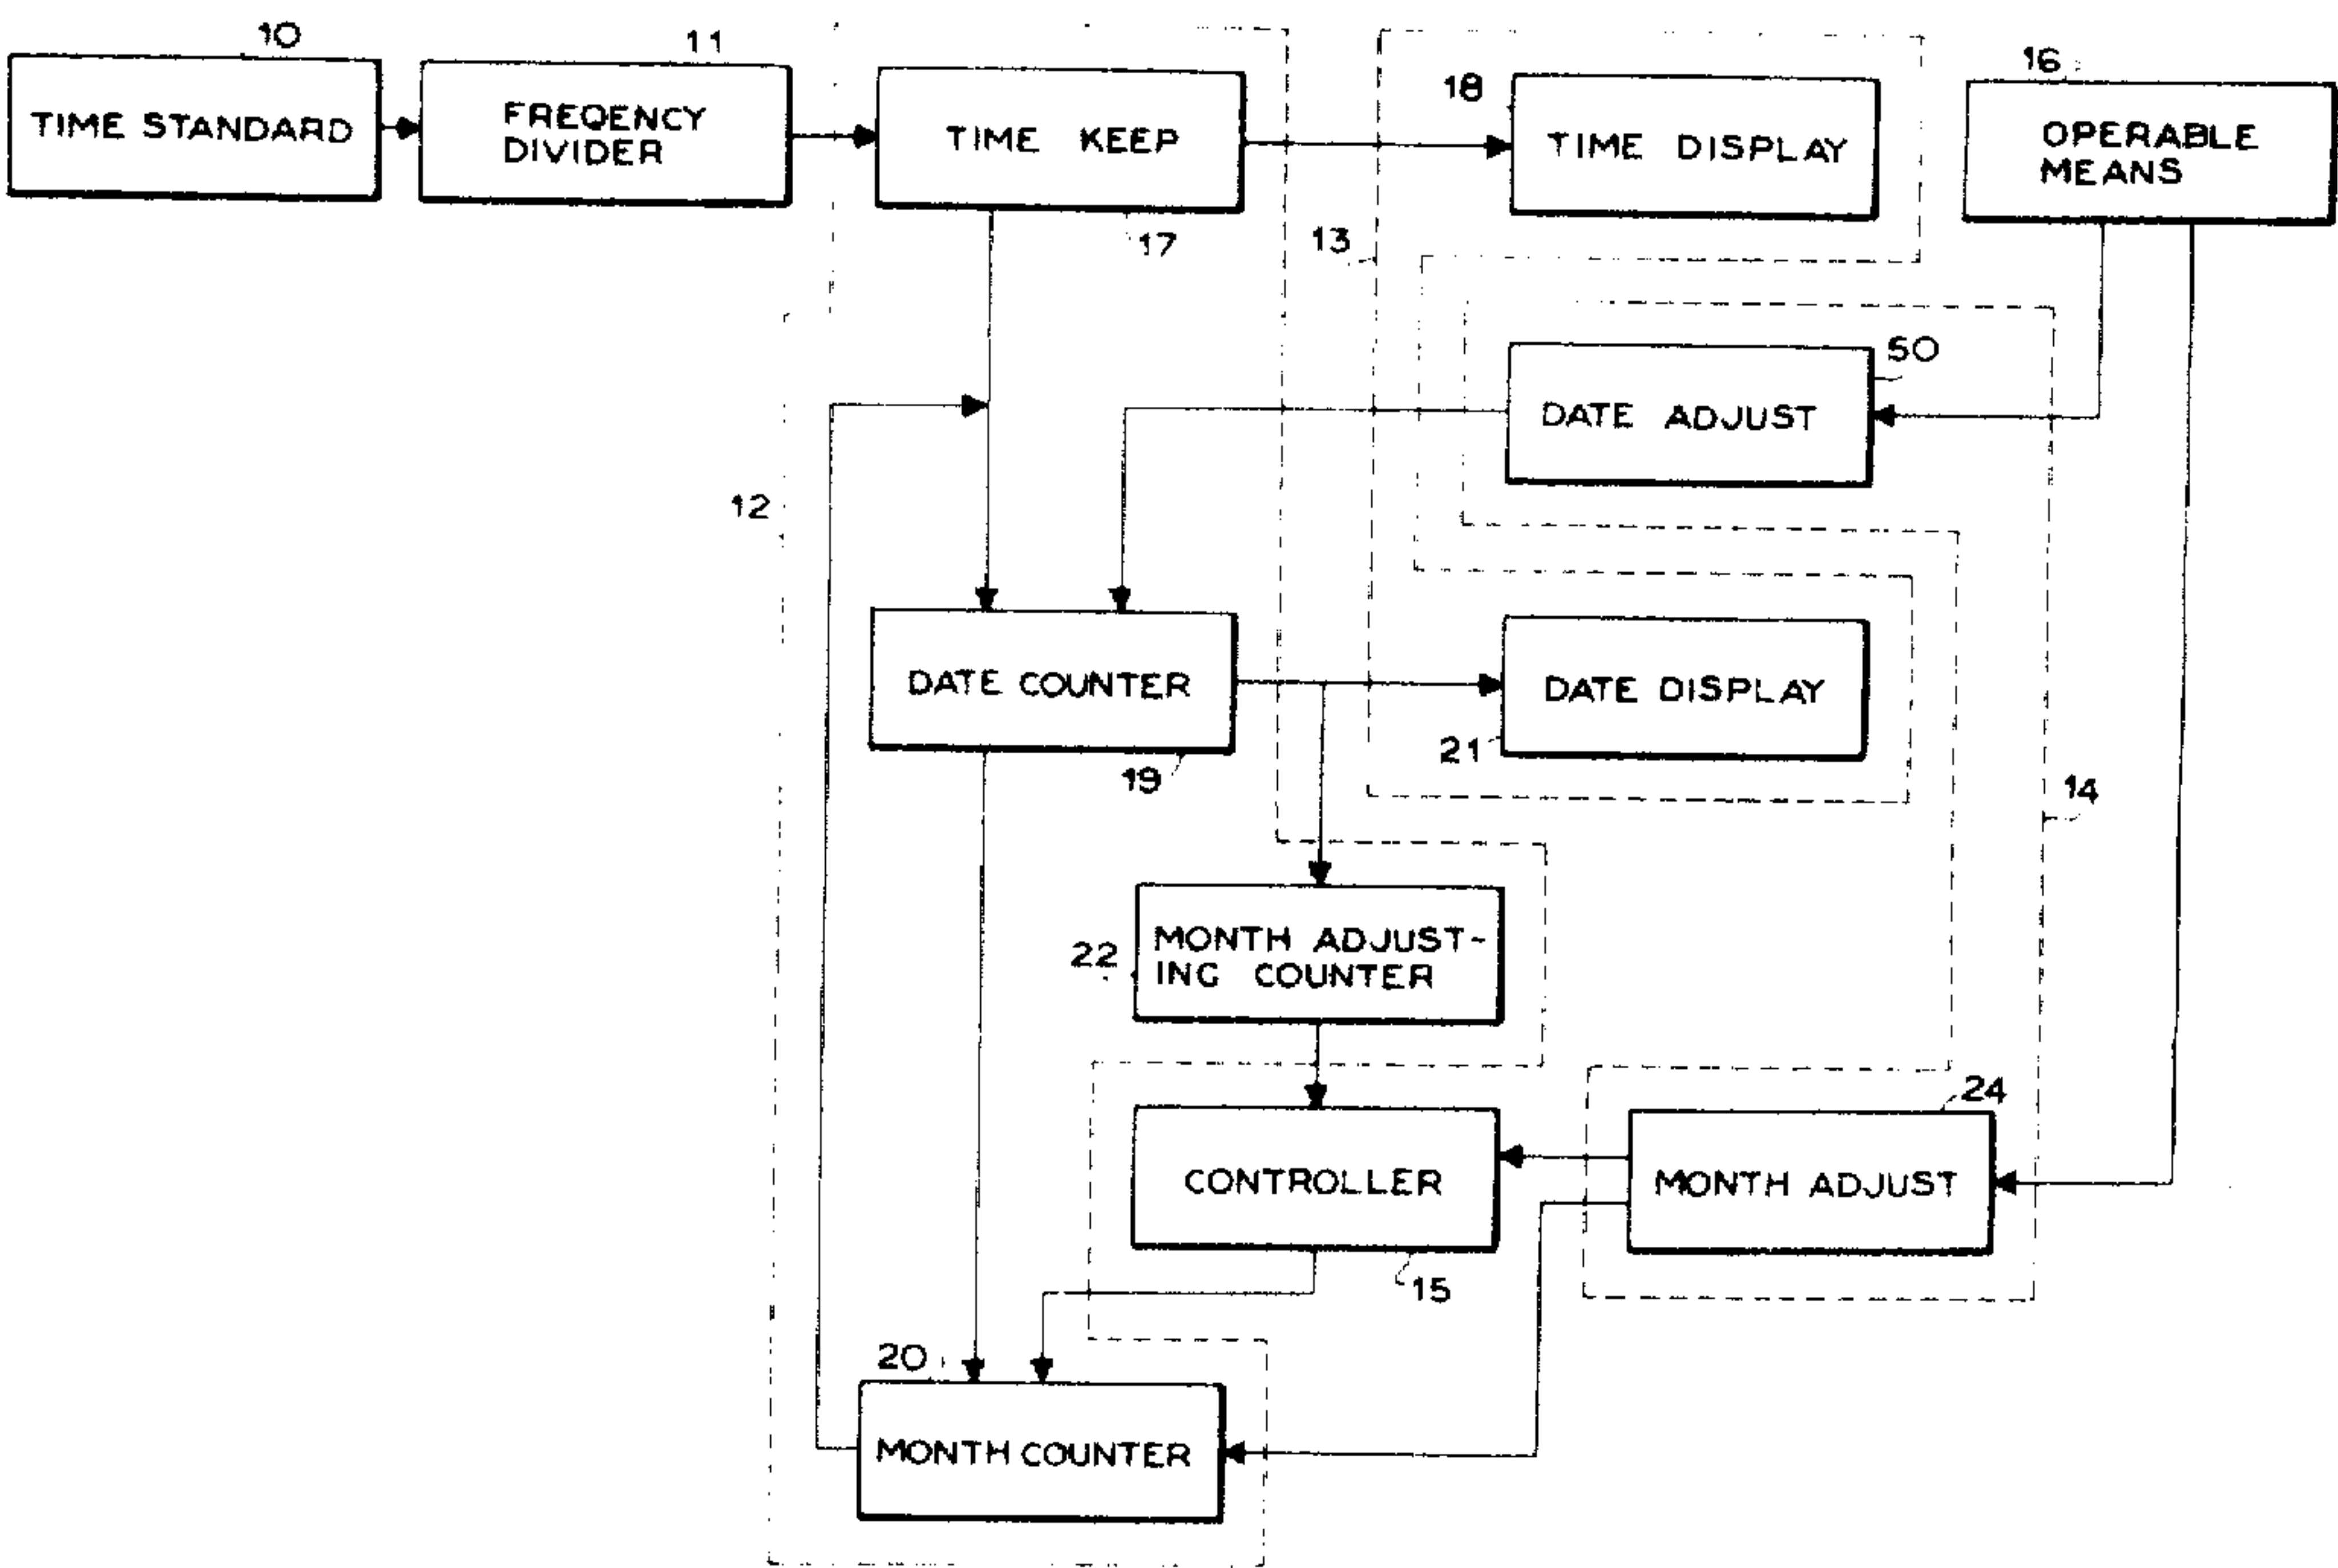 10
11
18
16
TIME STANDARD
FREQENCY
DIVIDER
TIME KEEP
TIME DISPLAY
OPERABLE
MEANS
17
13
50
DATE ADJUST
12
DATE COUNTER
DATE DISPLAY
19
21
14
22
MONTH ADJUST-
ING COUNTER
24
CONTROLLER
MONTH ADJUST
15
20
MONTH COUNTER